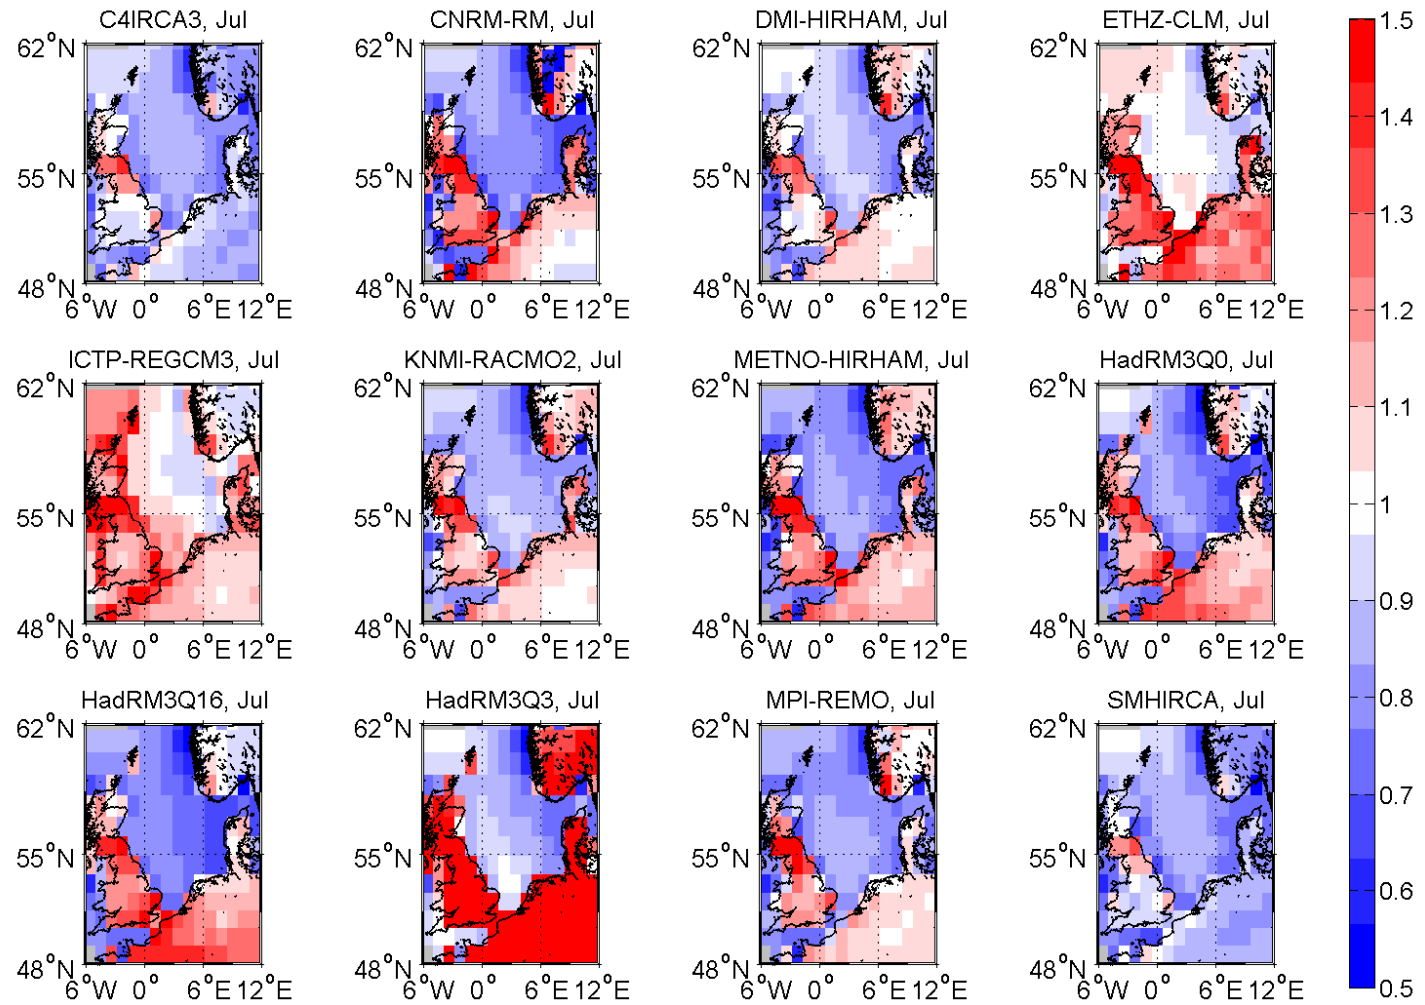 C4IRCA3, Jul
CNRM-RM, Jul
DMI-HIRHAM, Jul
ETHZ-CLM, Jul
62°N
62°N
62°N
62°N
55°N
55°N
55°N
55°N
48°N
48°N
48°N
48°N
6°W 0° 6°E 12°E
6°W 0° 6°E 12°E
6°W 0° 6°E 12°E
6°W 0° 6°E 12°E
ICTP-REGCM3, Jul
KNMI-RACMO2, Jul
METNO-HIRHAM, Jul
HadRM3Q0, Jul
62°N
62°N
62°N
62°N
55°N
55°N
55°N
55°N
48°N
48°N
48°N
48°N
6°W 0° 6°E 12°E
6°W 0° 6°E 12°E
6°W 0° 6°E 12°E
6°W 0° 6°E 12°E
HadRM3Q16, Jul
HadRM3Q3, Jul
MPI-REMO, Jul
SMHIRCA, Jul
62°N
62°N
62°N
62°N
55°N
55°N
55°N
55°N
48°N
48°N
48°N
48°N
6°W 0° 6°E 12°E
6°W 0° 6°E 12°E
6°W 0° 6°E 12°E
6°W 0° 6°E 12°E
1.5
1.4
1.3
1.2
1.1
1
0.9
0.8
0.7
0.6
0.5